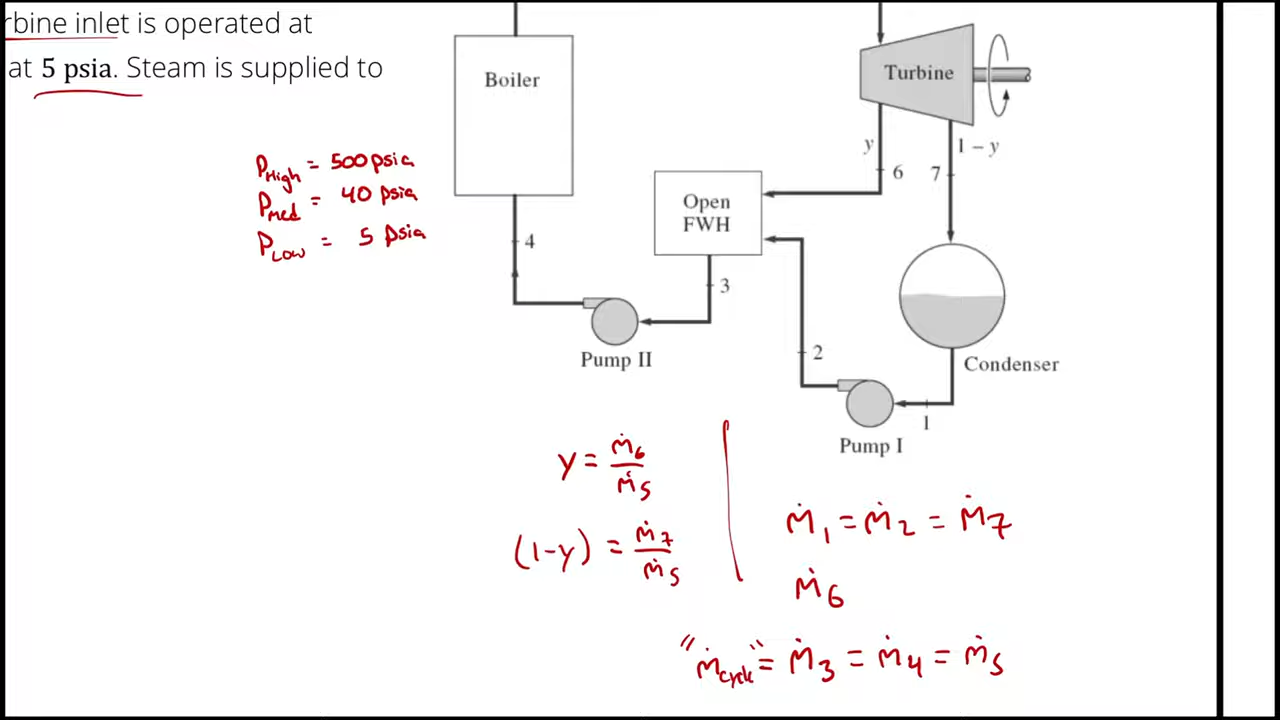 rbine inlet is operated at
at 5 psia. Steam is supplied to
Boiler
Turbine
y
1 − y
6
7
P_High = 500 psia
P_Med = 40 psia
P_Low = 5 psia
Open
FWH
4
3
2
Pump II
Condenser
1
Pump I
y = ṁ6 / ṁ5
(1-y) = ṁ7 / ṁ5
ṁ1 = ṁ2 = ṁ7
ṁ6
"ṁcycle" = ṁ3 = ṁ4 = ṁ5